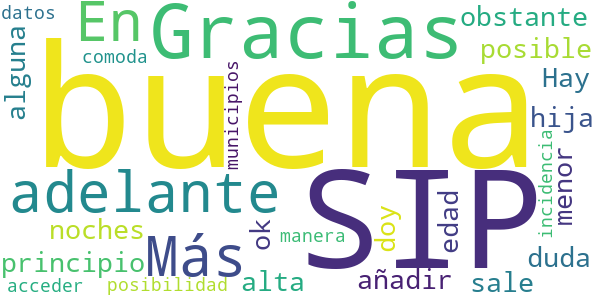 datos
En
Gracias
obstante
alguna
comoda
posible
buena
municipios
Hay
hija
adelante
SIP
incidencia
menor
noches
ok
doy
edad
manera
principio
Más
duda
acceder
posibilidad
alta
añadir
sale